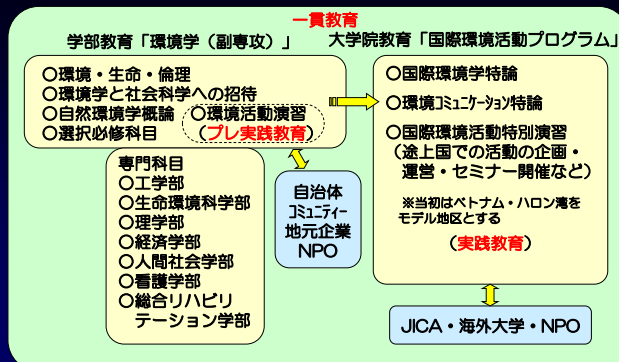 一貫教育
学部教育「環境学（副専攻）」
大学院教育「国際環境活動プログラム」
○環境・生命・倫理
○環境学と社会科学への招待
○自然環境学概論　○環境活動演習
○選択必修科目　（プレ実践教育）
専門科目
○工学部
○生命環境科学部
○理学部
○経済学部
○人間社会学部
○看護学部
○総合リハビリ
テーション学部
自治体
コミュニティー
地元企業
NPO
○国際環境学特論
○環境コミュニケーション特論
○国際環境活動特別演習
（途上国での活動の企画・
運営・セミナー開催など）
※当初はベトナム・ハロン湾を
モデル地区とする
（実践教育）
JICA・海外大学・NPO